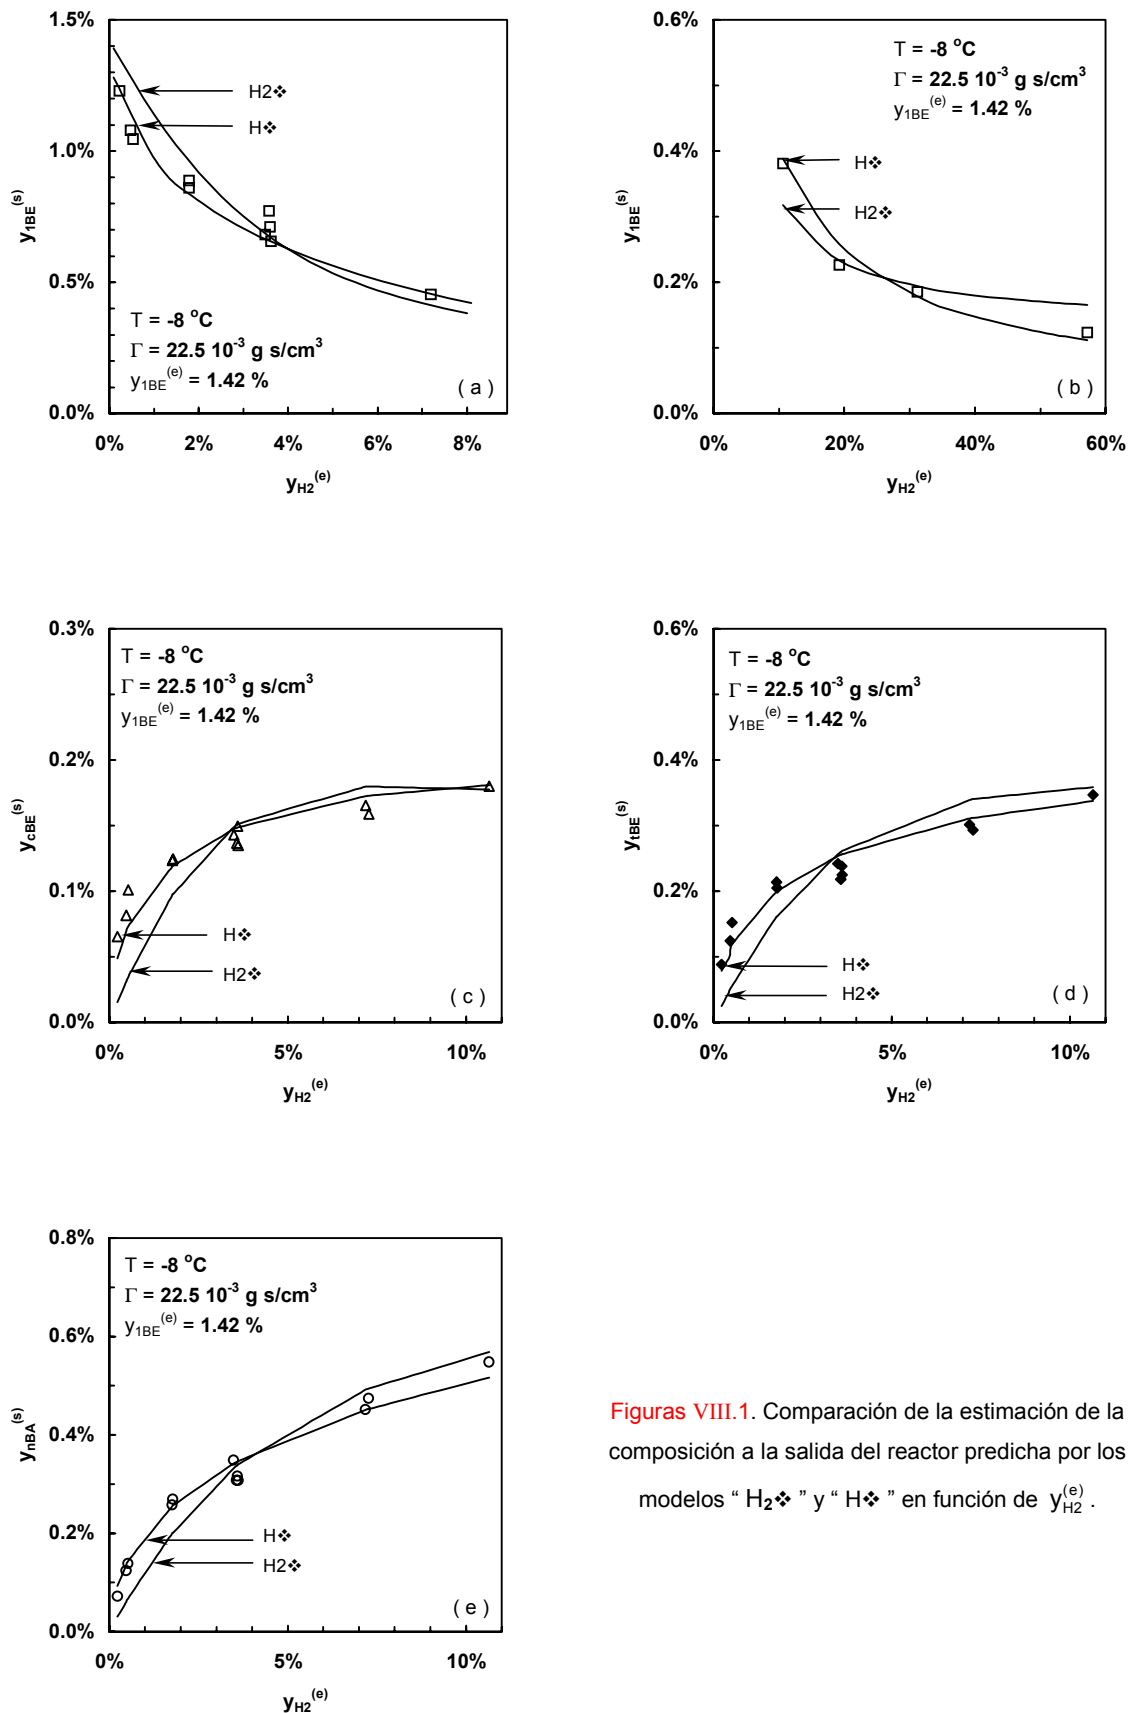 1.5%
1.0%
0.5%
0.0%
y1BE(s)
H2❖
H❖
T = -8 oC
Γ = 22.5 10-3 g s/cm3
y1BE(e) = 1.42 %
( a )
0% 2% 4% 6% 8%
yH2(e)
0.6%
0.4%
0.2%
0.0%
y1BE(s)
T = -8 oC
Γ = 22.5 10-3 g s/cm3
y1BE(e) = 1.42 %
H❖
H2❖
( b )
0% 20% 40% 60%
yH2(e)
0.3%
0.2%
0.1%
0.0%
ycBE(s)
T = -8 oC
Γ = 22.5 10-3 g s/cm3
y1BE(e) = 1.42 %
H❖
H2❖
( c )
0% 5% 10%
yH2(e)
0.6%
0.4%
0.2%
0.0%
ytBE(s)
T = -8 oC
Γ = 22.5 10-3 g s/cm3
y1BE(e) = 1.42 %
H❖
H2❖
( d )
0% 5% 10%
yH2(e)
0.8%
0.6%
0.4%
0.2%
0.0%
ynBA(s)
T = -8 oC
Γ = 22.5 10-3 g s/cm3
y1BE(e) = 1.42 %
H❖
H2❖
( e )
0% 5% 10%
yH2(e)
Figuras VIII.1. Comparación de la estimación de la
composición a la salida del reactor predicha por los
modelos “ H2❖ ” y “ H❖ ” en función de yH2(e) .